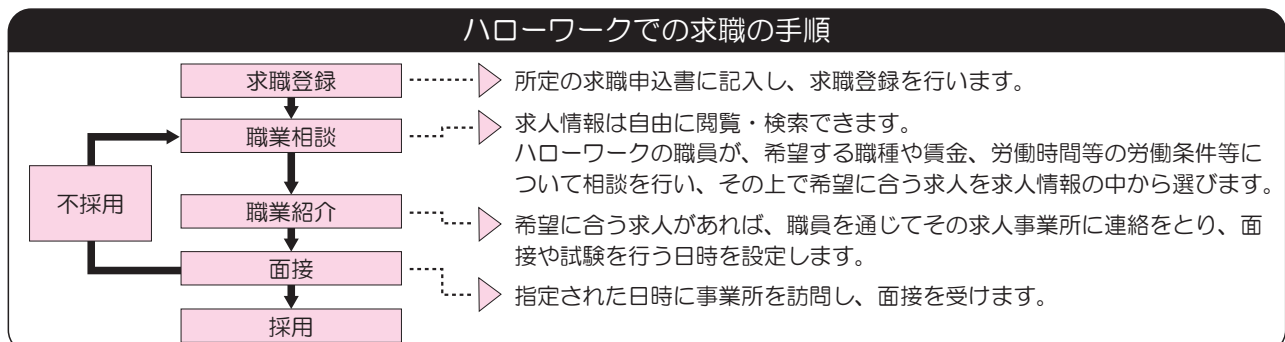 ハローワークでの求職の手順
求職登録
所定の求職申込書に記入し、求職登録を行います。
職業相談
求人情報は自由に閲覧・検索できます。
ハローワークの職員が、希望する職種や賃金、労働時間等の労働条件等に
ついて相談を行い、その上で希望に合う求人を求人情報の中から選びます。
不採用
職業紹介
希望に合う求人があれば、職員を通じてその求人事業所に連絡をとり、面
接や試験を行う日時を設定します。
面接
指定された日時に事業所を訪問し、面接を受けます。
採用